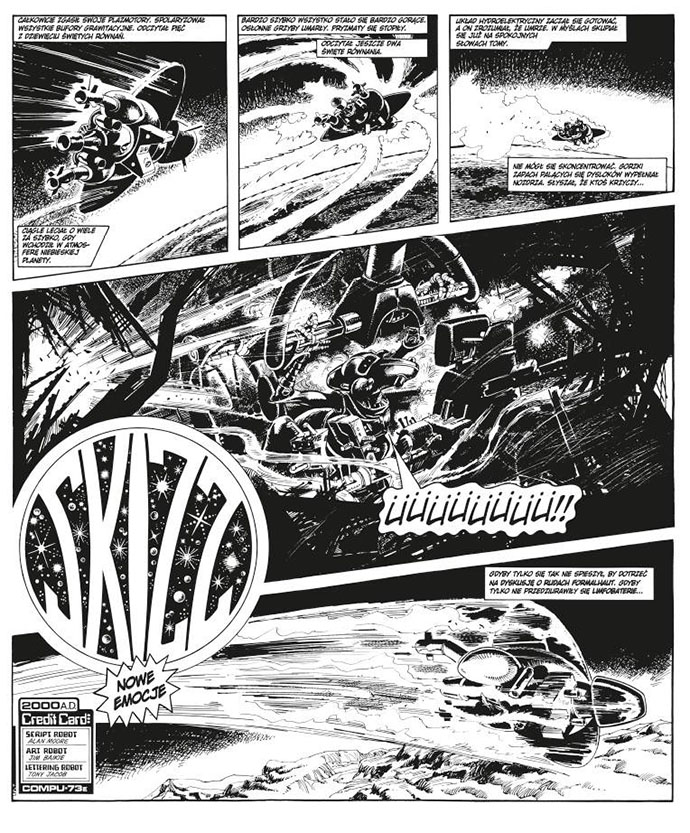 CAŁKOWICIE ZGASIŁ SWOJE PLAZMOTORY. SPOLARYZOWAŁ
WSZYSTKIE BUFORY GRAWITACYJNE. ODCZYTAŁ PIĘĆ
Z DZIEWIĘCIU ŚWIĘTYCH RÓWNAŃ.
CIĄGLE LECIAŁ O WIELE
ZA SZYBKO, GDY
WCHODZIŁ W ATMOS-
FERĘ NIEBIESKIEJ
PLANETY.
BARDZO SZYBKO WSZYSTKO STAŁO SIĘ BARDZO GORĄCE.
OSŁONNE GRZYBY UMARŁY. PRYZMATY SIĘ STOPIŁY.
ODCZYTAŁ JESZCZE DWA
ŚWIĘTE RÓWNANIA.
UKŁAD HYDROELEKTRYCZNY ZACZĄŁ SIĘ GOTOWAĆ,
A ON ZROZUMIAŁ, ŻE UMRZE. W MYŚLACH SKUPIAŁ
SIĘ JUŻ NA SPOKOJNYCH
SŁOWACH TOMY.
NIE MÓGŁ SIĘ SKONCENTROWAĆ. GORZKI
ZAPACH PALĄCYCH SIĘ DYSLOKÓW WYPEŁNIAŁ
NOZDRZA. SŁYSZAŁ, ŻE KTOŚ KRZYCZY...
ÜÜÜÜÜÜÜÜÜ!!
SKIZZ
NOWE
EMOCJE
GDYBY TYLKO SIĘ TAK NIE SPIESZYŁ, BY DOTRZEĆ
NA DYSKUSJĘ O RUDACH FORMALHAUT. GDYBY
TYLKO NIE PRZEDZIURAWIŁY SIĘ LIMFOBATERIE...
2000 A.D.
Credit Card:
SCRIPT ROBOT
ALAN MOORE
ART ROBOT
JIM BAIKIE
LETTERING ROBOT
TONY JACOB
COMPU-73E